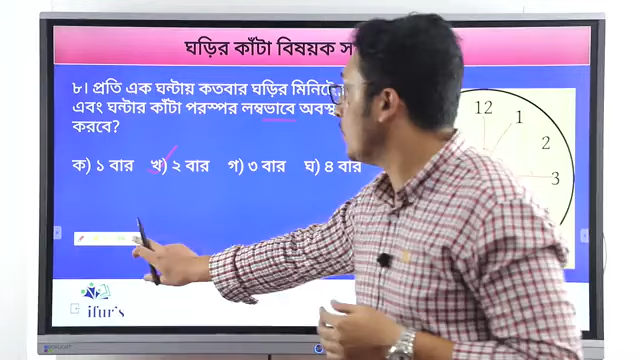 ঘড়ির কাঁটা বিষয়ক
৮। প্রতি এক ঘন্টায় কতবার ঘড়ির মিনিটের
এবং ঘন্টার কাঁটা পরস্পর লম্বভাবে
করবে?
ক) ১ বার খ) ২ বার গ) ৩ বার ঘ) ৪ বার
12
1
2
3
ifur's